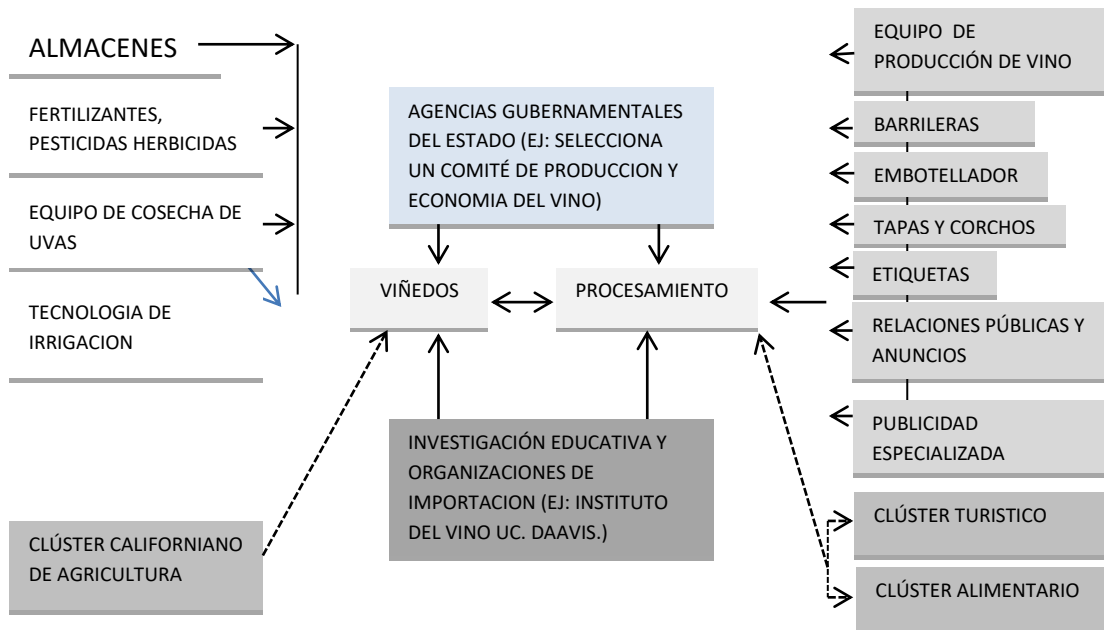 ALMACENES
FERTILIZANTES,
PESTICIDAS HERBICIDAS
EQUIPO DE COSECHA DE
UVAS
TECNOLOGIA DE
IRRIGACION
CLÚSTER CALIFORNIANO
DE AGRICULTURA
AGENCIAS GUBERNAMENTALES
DEL ESTADO (EJ: SELECCIONA
UN COMITÉ DE PRODUCCION Y
ECONOMIA DEL VINO)
VIÑEDOS
PROCESAMIENTO
INVESTIGACIÓN EDUCATIVA Y
ORGANIZACIONES DE
IMPORTACION (EJ: INSTITUTO
DEL VINO UC. DAAVIS.)
EQUIPO DE
PRODUCCIÓN DE VINO
BARRILERAS
EMBOTELLADOR
TAPAS Y CORCHOS
ETIQUETAS
RELACIONES PÚBLICAS Y
ANUNCIOS
PUBLICIDAD
ESPECIALIZADA
CLÚSTER TURISTICO
CLÚSTER ALIMENTARIO